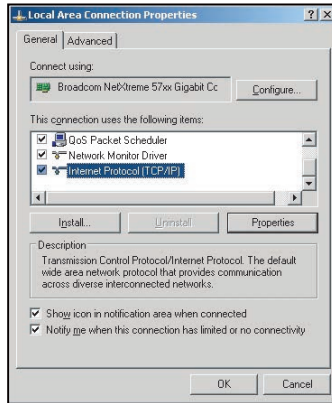 Local Area Connection Properties
General Advanced
Connect using:
Broadcom NetXtreme 57xx Gigabit Cc
Configure...
This connection uses the following items:
QoS Packet Scheduler
Network Monitor Driver
Internet Protocol (TCP/IP)
Install... Uninstall Properties
Description
Transmission Control Protocol/Internet Protocol. The default
wide area network protocol that provides communication
across diverse interconnected networks.
Show icon in notification area when connected
Notify me when this connection has limited or no connectivity
OK Cancel